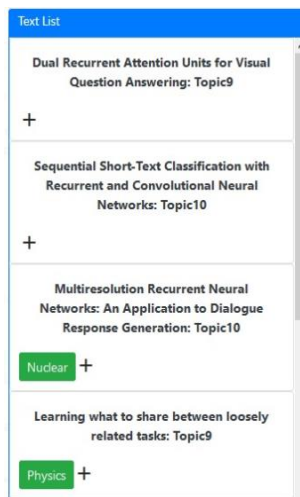 Text List
Dual Recurrent Attention Units for Visual
Question Answering: Topic9
+
Sequential Short-Text Classification with
Recurrent and Convolutional Neural
Networks: Topic10
+
Multiresolution Recurrent Neural
Networks: An Application to Dialogue
Response Generation: Topic10
Nuclear +
Learning what to share between loosely
related tasks: Topic9
Physics +